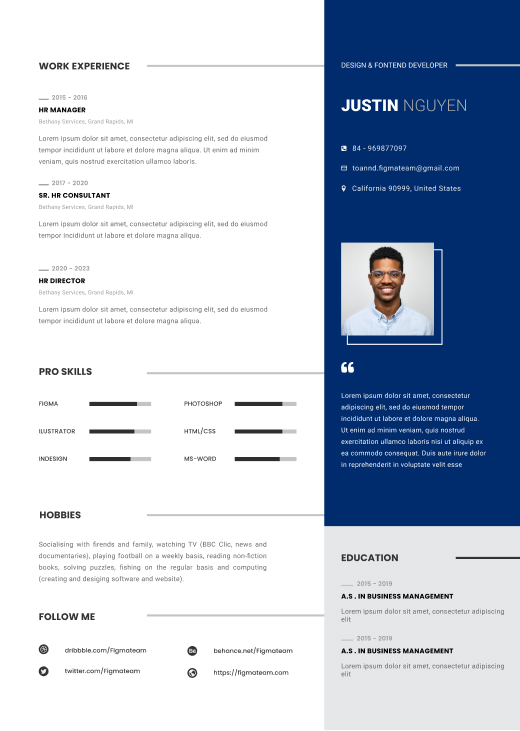 WORK EXPERIENCE
2015 - 2016
HR MANAGER
Bethany Services, Grand Rapids, MI
Lorem ipsum dolor sit amet, consectetur adipiscing elit, sed do eiusmod
tempor incididunt ut labore et dolore magna aliqua. Ut enim ad minim
veniam, quis nostrud exercitation ullamco laboris.
2017 - 2020
SR. HR CONSULTANT
Bethany Services, Grand Rapids, MI
Lorem ipsum dolor sit amet, consectetur adipiscing elit, sed do eiusmod
tempor incididunt ut labore et dolore magna aliqua.
2020 - 2023
HR DIRECTOR
Bethany Services, Grand Rapids, MI
Lorem ipsum dolor sit amet, consectetur adipiscing elit, sed do eiusmod
tempor incididunt ut labore et dolore magna aliqua.
PRO SKILLS
FIGMA
PHOTOSHOP
ILUSTRATOR
HTML/CSS
INDESIGN
MS-WORD
HOBBIES
Socialising with firends and family, watching TV (BBC Clic, news and
documentaries), playing football on a weekly basis, reading non-fiction
books, solving puzzles, fishing on the regular basis and computing
(creating and desiging software and website).
FOLLOW ME
dribbble.com/Figmateam
behance.net/Figmateam
twitter.com/Figmateam
https://figmateam.com
DESIGN & FONTEND DEVELOPER
JUSTIN NGUYEN
84 - 969877097
toannd.figmateam@gmail.com
California 90999, United States
Lorem ipsum dolor sit amet, consectetur
adipiscing elit, sed do eiusmod tempor
incididunt ut labore et dolore magna aliqua.
Ut enim ad minim veniam, quis nostrud
exercitation ullamco laboris nisi ut aliquip ex
ea commodo consequat. Duis aute irure dolor
in reprehenderit in voluptate velit esse
EDUCATION
2015 - 2019
A.S . IN BUSINESS MANAGEMENT
Lorem ipsum dolor sit amet, consectetur adipiscing
elit
2015 - 2019
A.S . IN BUSINESS MANAGEMENT
Lorem ipsum dolor sit amet, consectetur adipiscing
elit